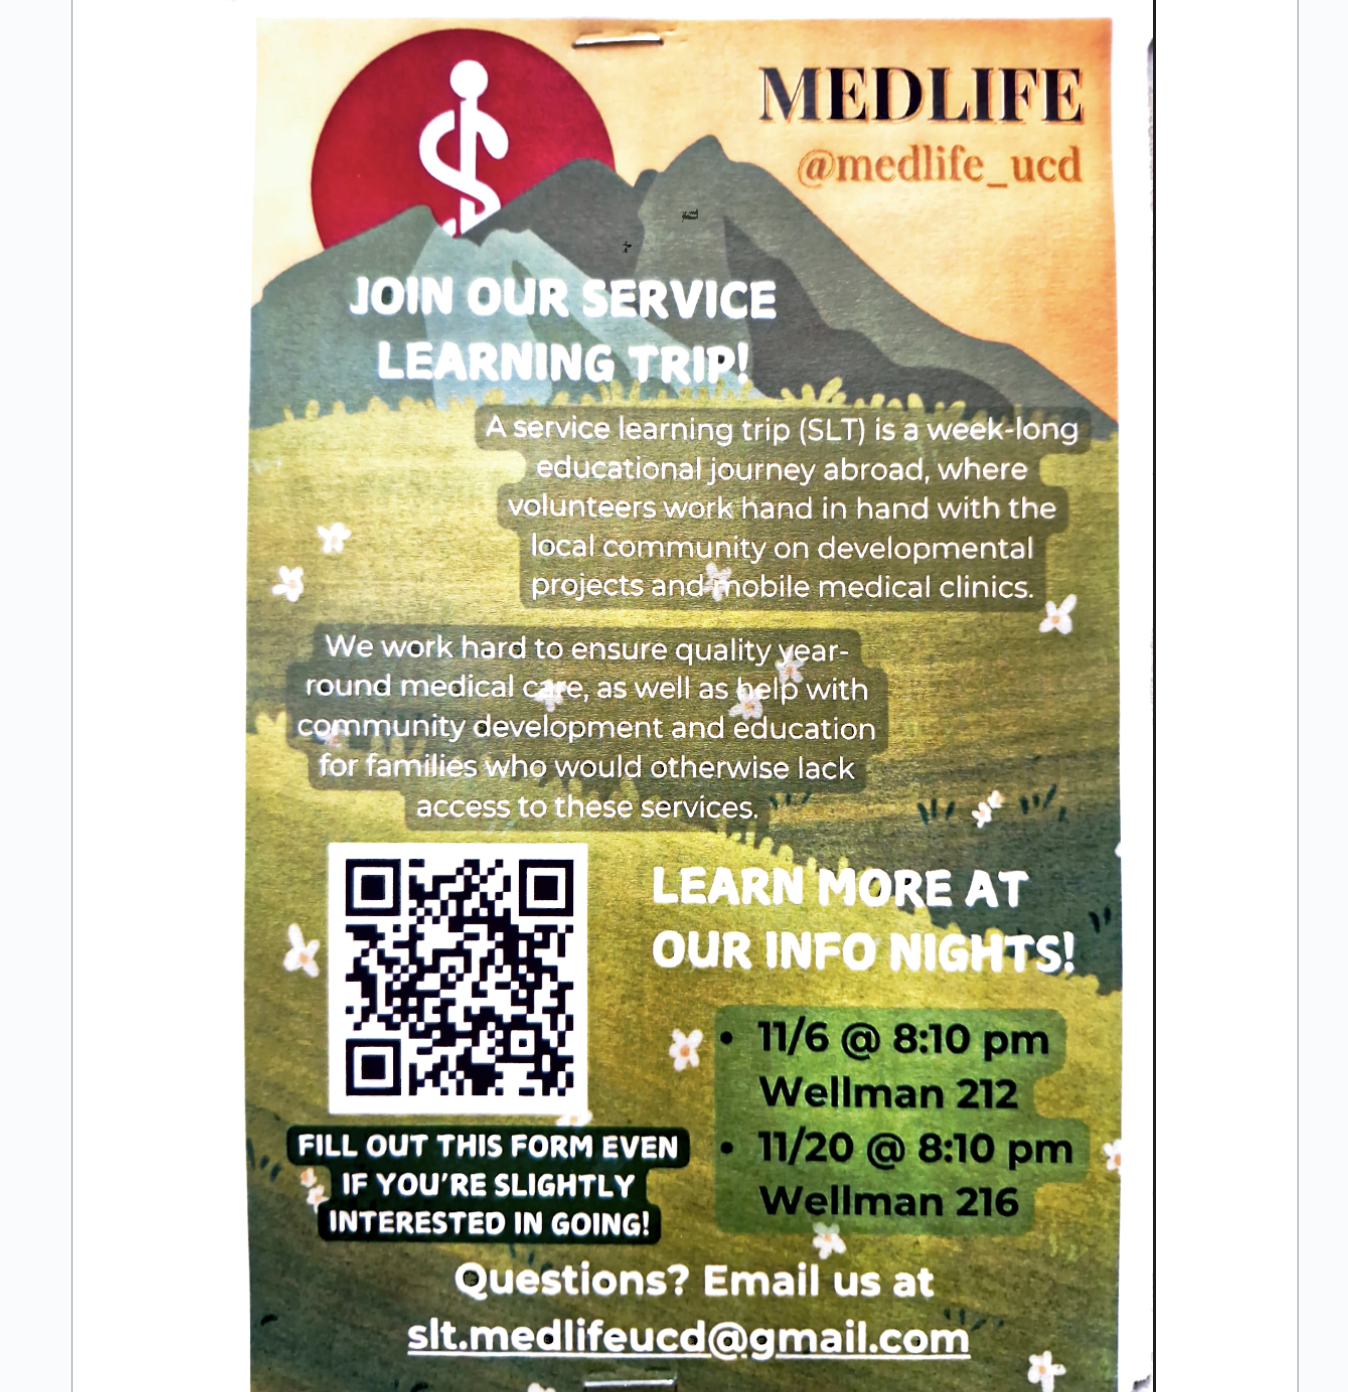 MEDLIFE
@medlife_ucd
JOIN OUR SERVICE
LEARNING TRIP!
A service learning trip (SLT) is a week-long
educational journey abroad, where
volunteers work hand in hand with the
local community on developmental
projects and mobile medical clinics.
We work hard to ensure quality year-
round medical care, as well as help with
community development and education
for families who would otherwise lack
access to these services.
LEARN MORE AT
OUR INFO NIGHTS!
• 11/6 @ 8:10 pm
Wellman 212
• 11/20 @ 8:10 pm
Wellman 216
FILL OUT THIS FORM EVEN
IF YOU'RE SLIGHTLY
INTERESTED IN GOING!
Questions? Email us at
slt.medlifeucd@gmail.com